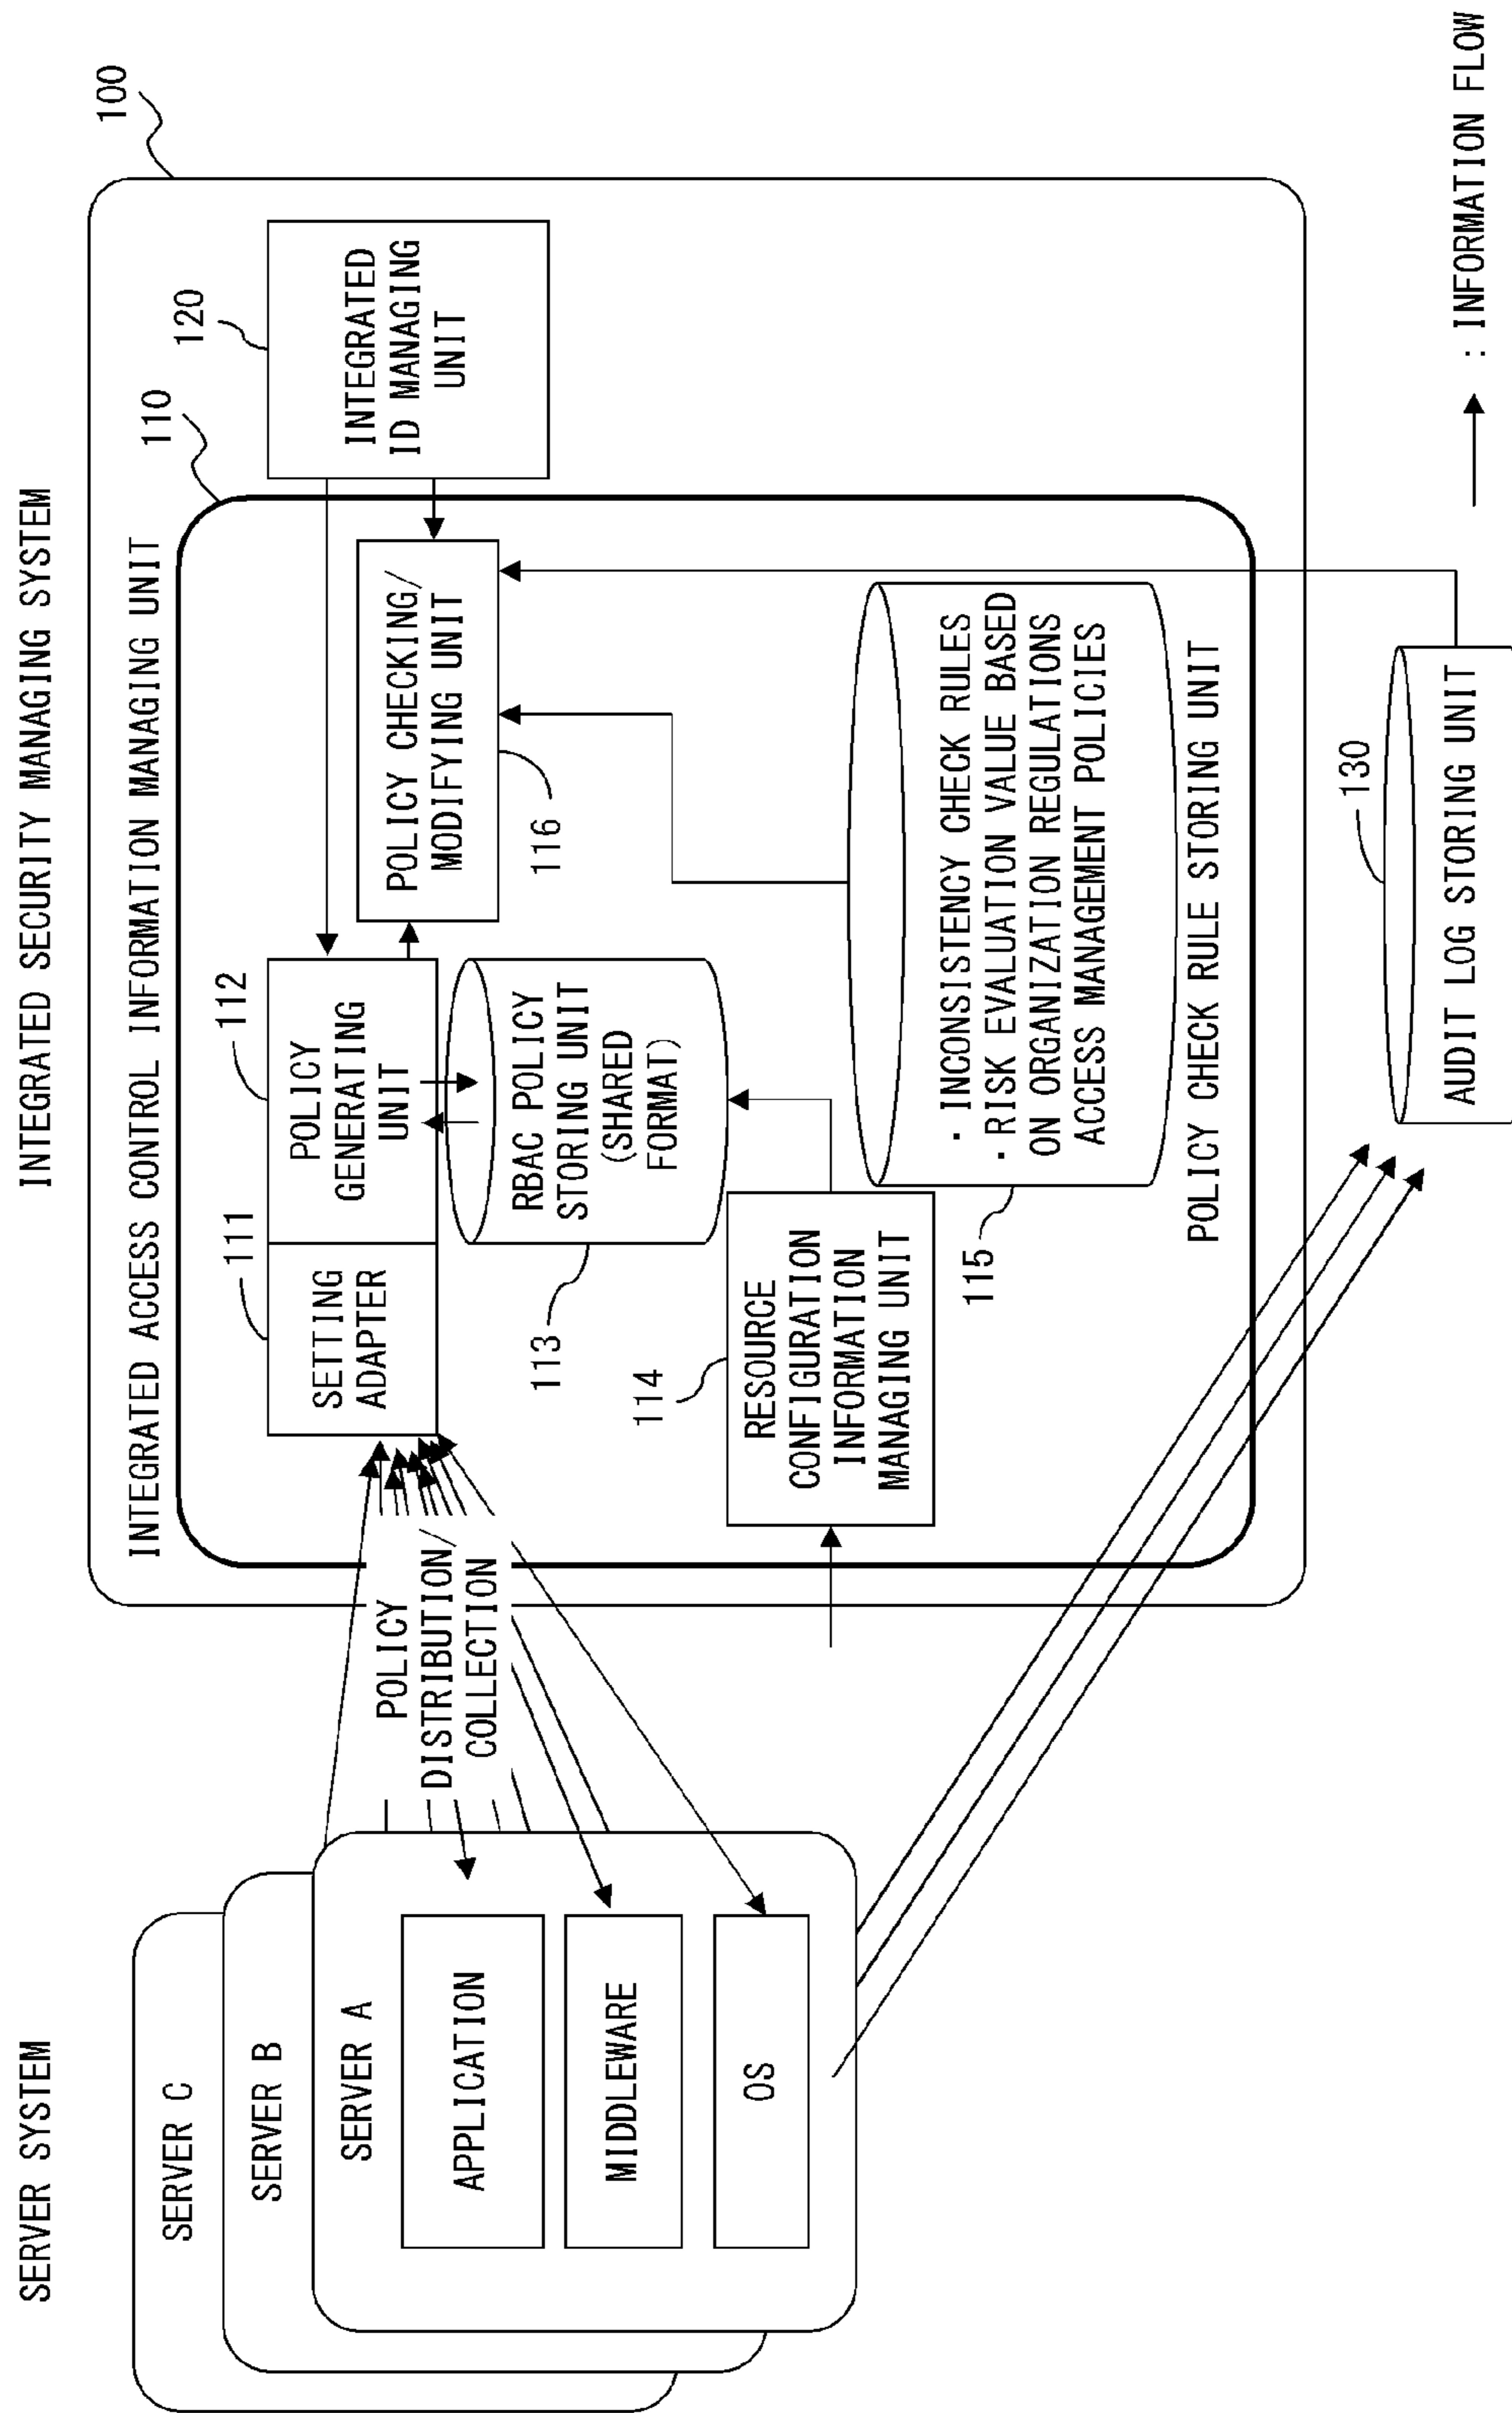 SERVER SYSTEM
INTEGRATED SECURITY MANAGING SYSTEM
100
SERVER C
SERVER B
SERVER A
APPLICATION
MIDDLEWARE
OS
POLICY
DISTRIBUTION/
COLLECTION
INTEGRATED ACCESS CONTROL INFORMATION MANAGING UNIT
110
120
111
112
SETTING
ADAPTER
POLICY
GENERATING
UNIT
POLICY CHECKING/
MODIFYING UNIT
116
INTEGRATED
ID MANAGING
UNIT
RBAC POLICY
STORING UNIT
(SHARED
FORMAT)
113
114
RESOURCE
CONFIGURATION
INFORMATION
MANAGING UNIT
115
· INCONSISTENCY CHECK RULES
· RISK EVALUATION VALUE BASED
ON ORGANIZATION REGULATIONS
ACCESS MANAGEMENT POLICIES
POLICY CHECK RULE STORING UNIT
130
AUDIT LOG STORING UNIT
: INFORMATION FLOW